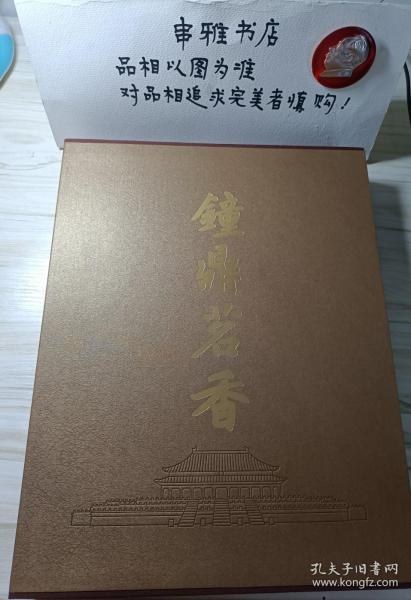 串雅书店
品相以图为准
对品相追求完美者慎购！
鐘鼎茗香
孔夫子旧书网
www.kongfz.com